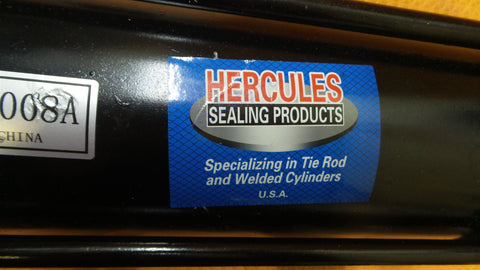 008A
CHINA
HERCULES
SEALING PRODUCTS
Specializing in Tie Rod
and Welded Cylinders
U.S.A.